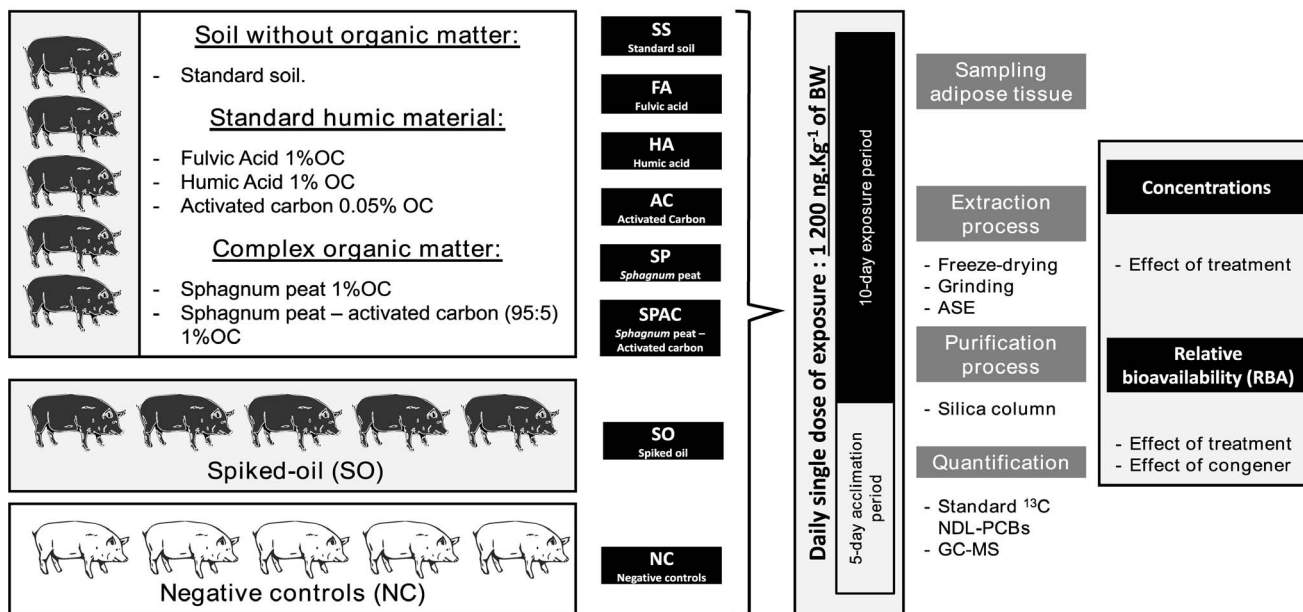 Soil without organic matter:
- Standard soil.
Standard humic material:
- Fulvic Acid 1%OC
- Humic Acid 1% OC
- Activated carbon 0.05% OC
Complex organic matter:
- Sphagnum peat 1%OC
- Sphagnum peat – activated carbon (95:5)
1%OC
Spiked-oil (SO)
Negative controls (NC)
SS
Standard soil
FA
Fulvic acid
HA
Humic acid
AC
Activated Carbon
SP
Sphagnum peat
SPAC
Sphagnum peat –
Activated carbon
SO
Spiked oil
NC
Negative controls
Daily single dose of exposure : 1 200 ng.Kg⁻¹ of BW
10-day exposure period
5-day acclimation
period
Sampling
adipose tissue
Extraction
process
- Freeze-drying
- Grinding
- ASE
Purification
process
- Silica column
Quantification
- Standard ¹³C
NDL-PCBs
- GC-MS
Concentrations
- Effect of treatment
Relative
bioavailability (RBA)
- Effect of treatment
- Effect of congener